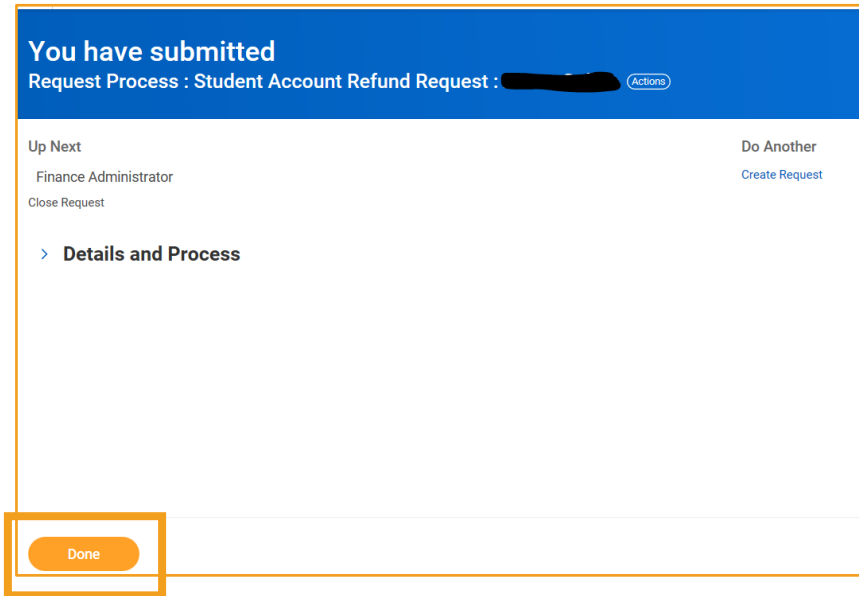 You have submitted
Request Process : Student Account Refund Request : Actions
Up Next
Do Another
Finance Administrator
Create Request
Close Request
Details and Process
Done